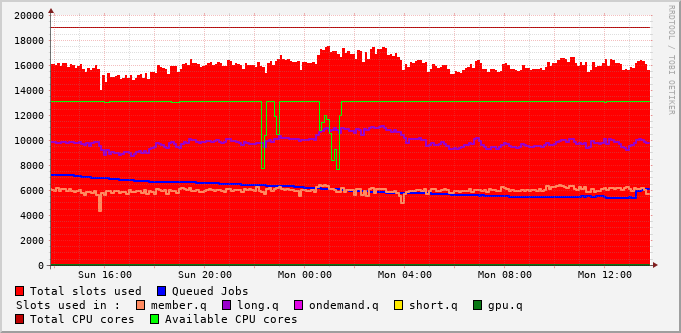 20000
18000
16000
14000
12000
10000
8000
6000
4000
2000
0
Sun 16:00 Sun 20:00 Mon 00:00 Mon 04:00 Mon 08:00 Mon 12:00
Total slots used Queued Jobs
Slots used in : member.q long.q ondemand.q short.q gpu.q
Total CPU cores Available CPU cores
RRDTOOL / TOBI OETIKER